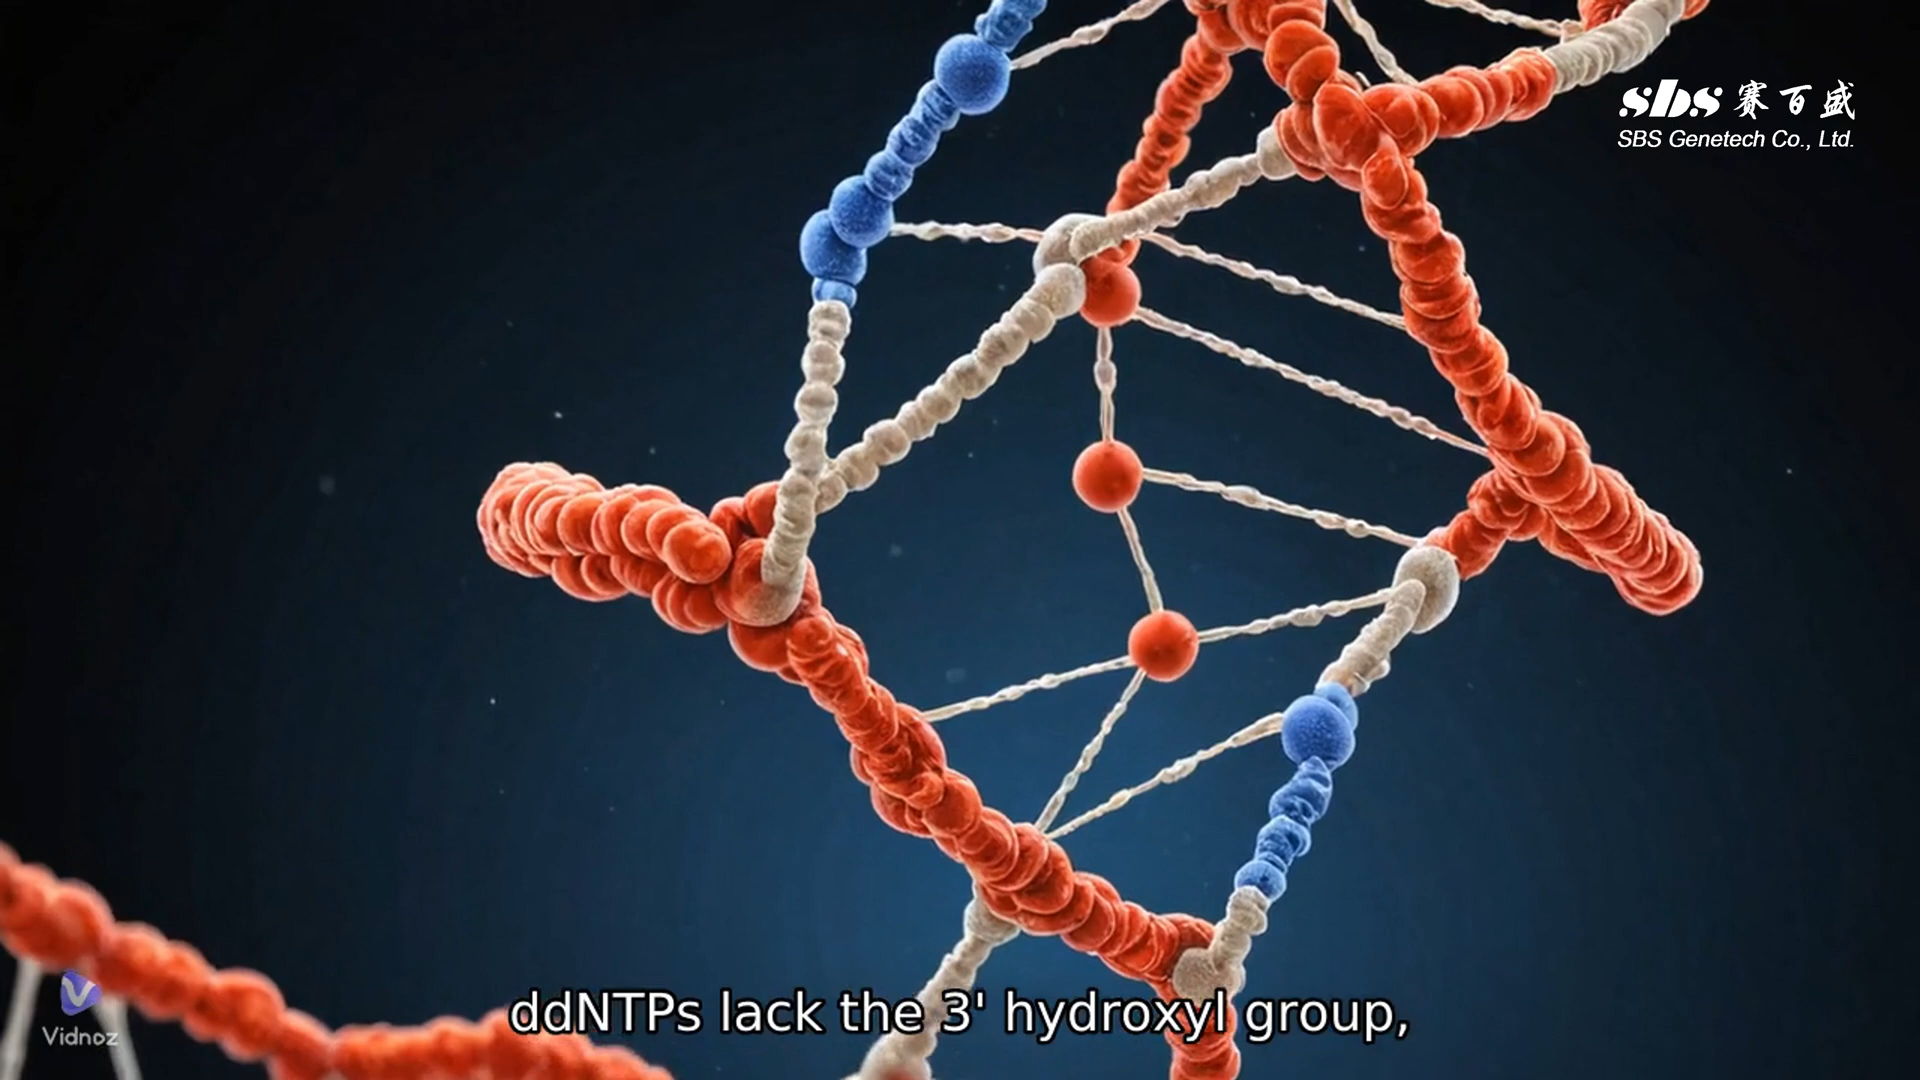 sbs 赛百盛
SBS Genetech Co., Ltd.
Vidnoz
ddNTPs lack the 3' hydroxyl group,